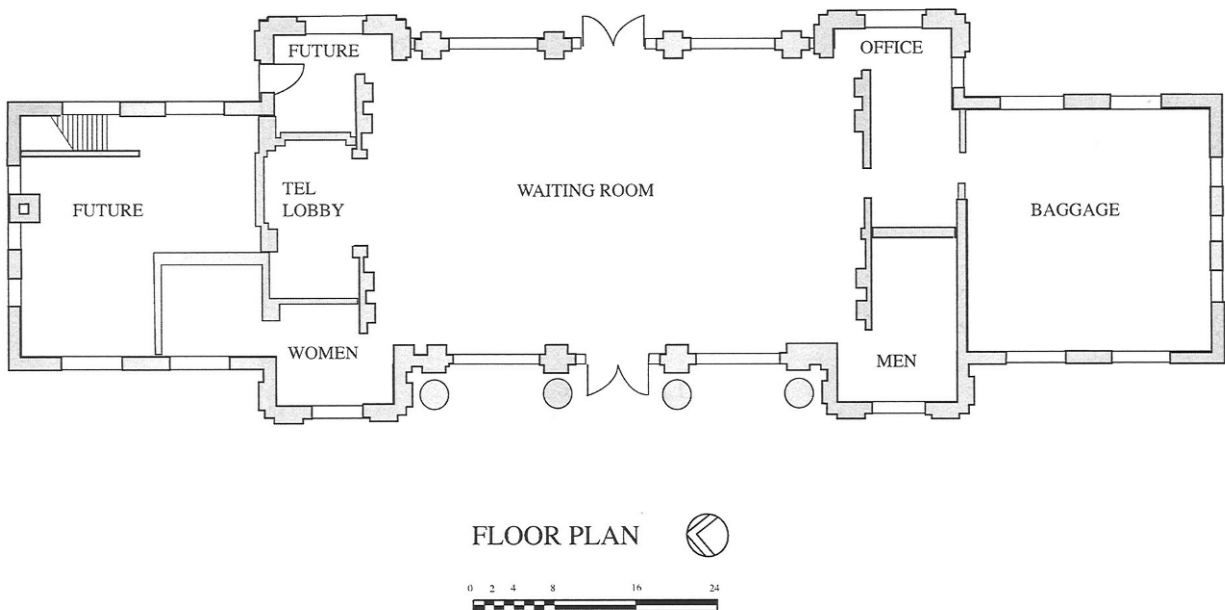 FUTURE
OFFICE
TEL
LOBBY
WAITING ROOM
FUTURE
BAGGAGE
WOMEN
MEN
FLOOR PLAN
0 2 4 8 16 24